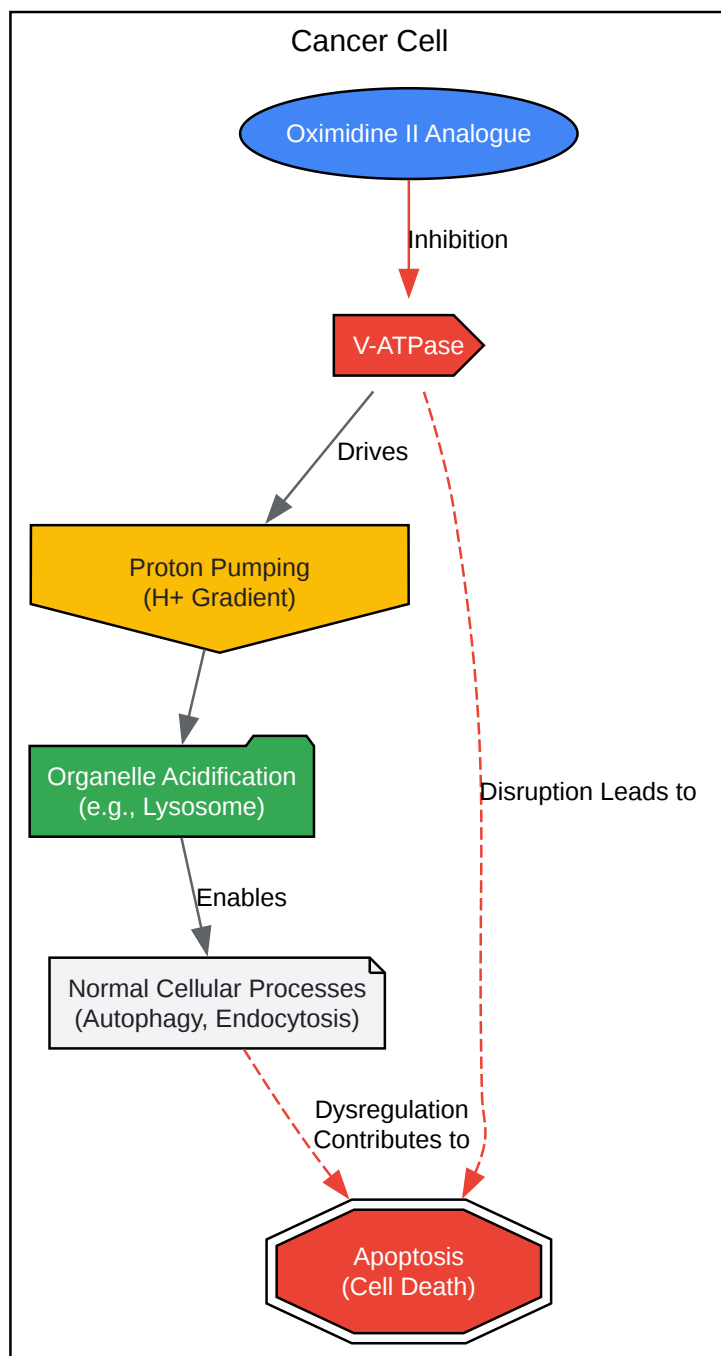 Cancer Cell
Oximidine II Analogue
Inhibition
V-ATPase
Drives
Proton Pumping
(H+ Gradient)
Organelle Acidification
(e.g., Lysosome)
Disruption Leads to
Enables
Normal Cellular Processes
(Autophagy, Endocytosis)
Dysregulation
Contributes to
Apoptosis
(Cell Death)